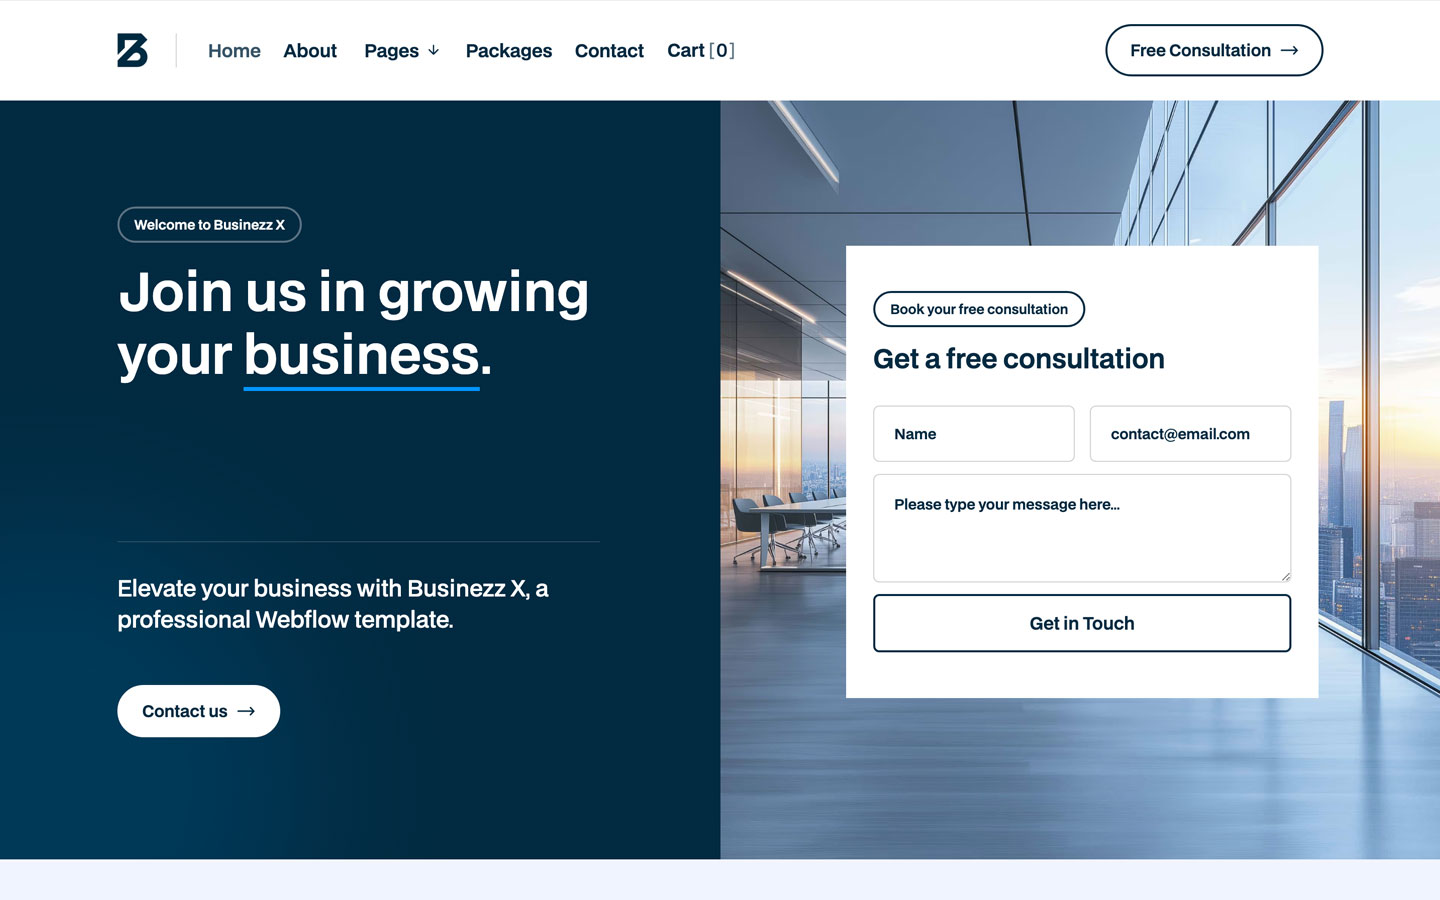 Home About Pages Packages Contact Cart [0] Free Consultation
Welcome to Businezz X
Join us in growing
your business.
Elevate your business with Businezz X, a
professional Webflow template.
Contact us
Book your free consultation
Get a free consultation
Name contact@email.com
Please type your message here...
Get in Touch